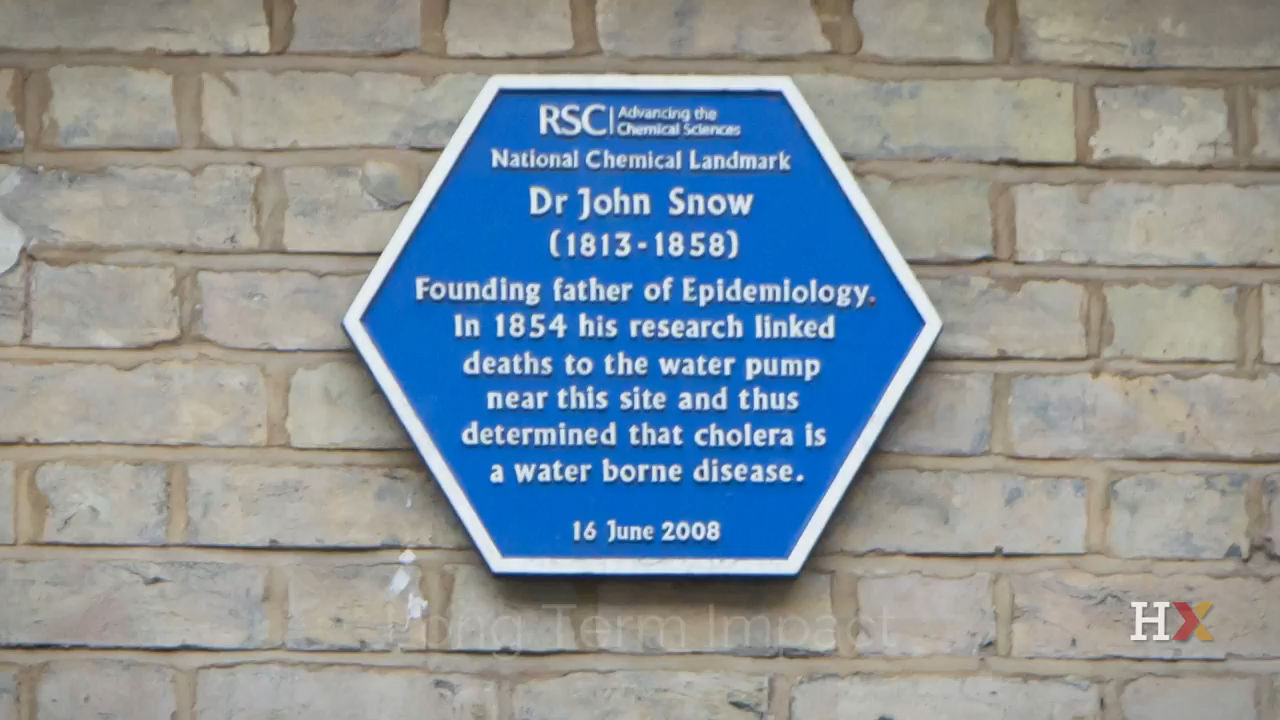 RSC | Advancing the
Chemical Sciences
National Chemical Landmark
Dr John Snow
(1813-1858)
Founding father of Epidemiology.
In 1854 his research linked
deaths to the water pump
near this site and thus
determined that cholera is
a water borne disease.
16 June 2008
Long Term Impact
HX